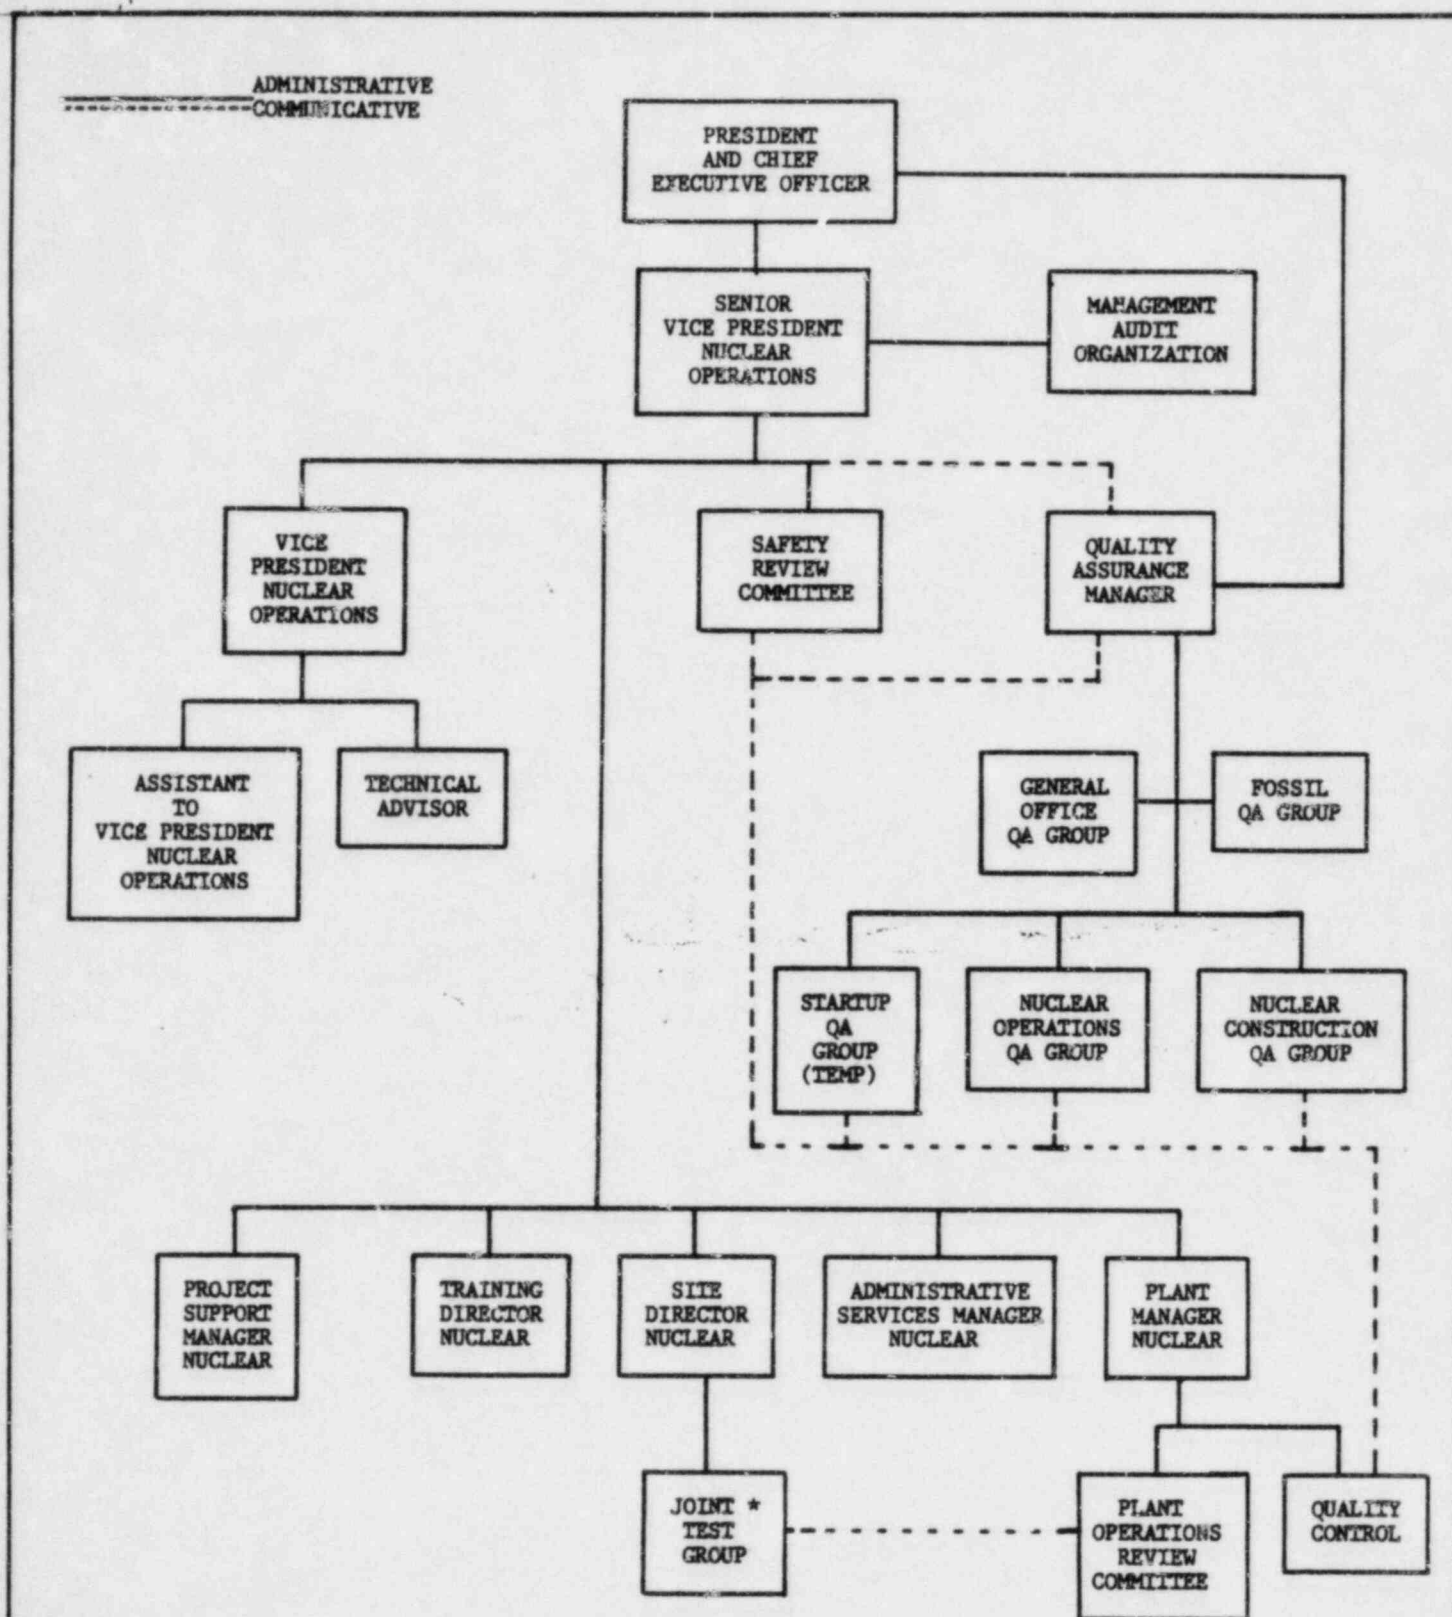 ADMINISTRATIVE
COMMUNICATIVE
PRESIDENT
AND CHIEF
EXECUTIVE OFFICER
SENIOR
VICE PRESIDENT
NUCLEAR
OPERATIONS
MANAGEMENT
AUDIT
ORGANIZATION
VICE
PRESIDENT
NUCLEAR
OPERATIONS
SAFETY
REVIEW
COMMITTEE
QUALITY
ASSURANCE
MANAGER
ASSISTANT
TO
VICE PRESIDENT
NUCLEAR
OPERATIONS
TECHNICAL
ADVISOR
GENERAL
OFFICE
QA GROUP
FOSSIL
QA GROUP
STARTUP
QA
GROUP
(TEMP)
NUCLEAR
OPERATIONS
QA GROUP
NUCLEAR
CONSTRUCTION
QA GROUP
PROJECT
SUPPORT
MANAGER
NUCLEAR
TRAINING
DIRECTOR
NUCLEAR
SITE
DIRECTOR
NUCLEAR
ADMINISTRATIVE
SERVICES MANAGER
NUCLEAR
PLANT
MANAGER
NUCLEAR
JOINT *
TEST
GROUP
PLANT
OPERATIONS
REVIEW
COMMITTEE
QUALITY
CONTROL